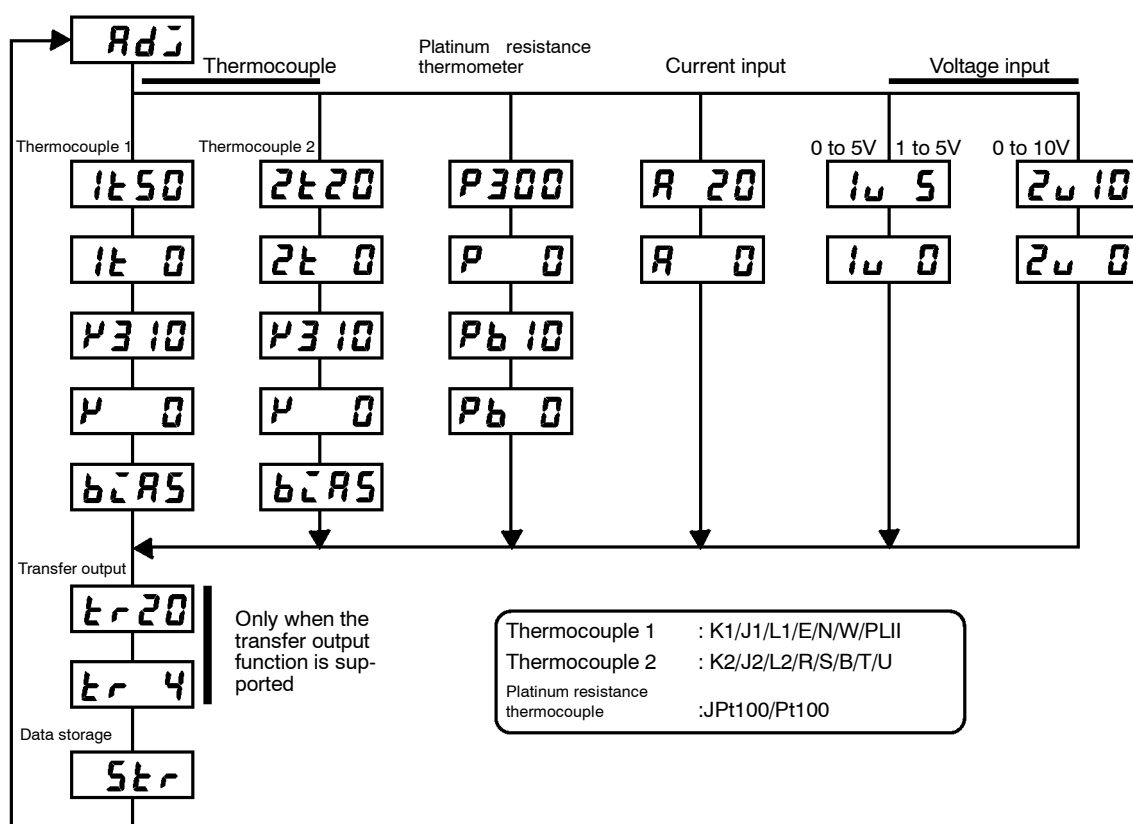 Adj
Thermocouple
Platinum resistance
thermometer
Current input
Voltage input
Thermocouple 1
Thermocouple 2
0 to 5V
1 to 5V
0 to 10V
1t50
2t20
P300
A 20
1v 5
2v 10
1t 0
2t 0
P 0
A 0
1v 0
2v 0
Y310
Y310
Pb10
Y 0
Y 0
Pb 0
biAS
biAS
Transfer output
tr20
tr 4
Only when the
transfer output
function is sup-
ported
Data storage
Str
Thermocouple 1 : K1/J1/L1/E/N/W/PLII
Thermocouple 2 : K2/J2/L2/R/S/B/T/U
Platinum resistance
thermocouple :JPt100/Pt100